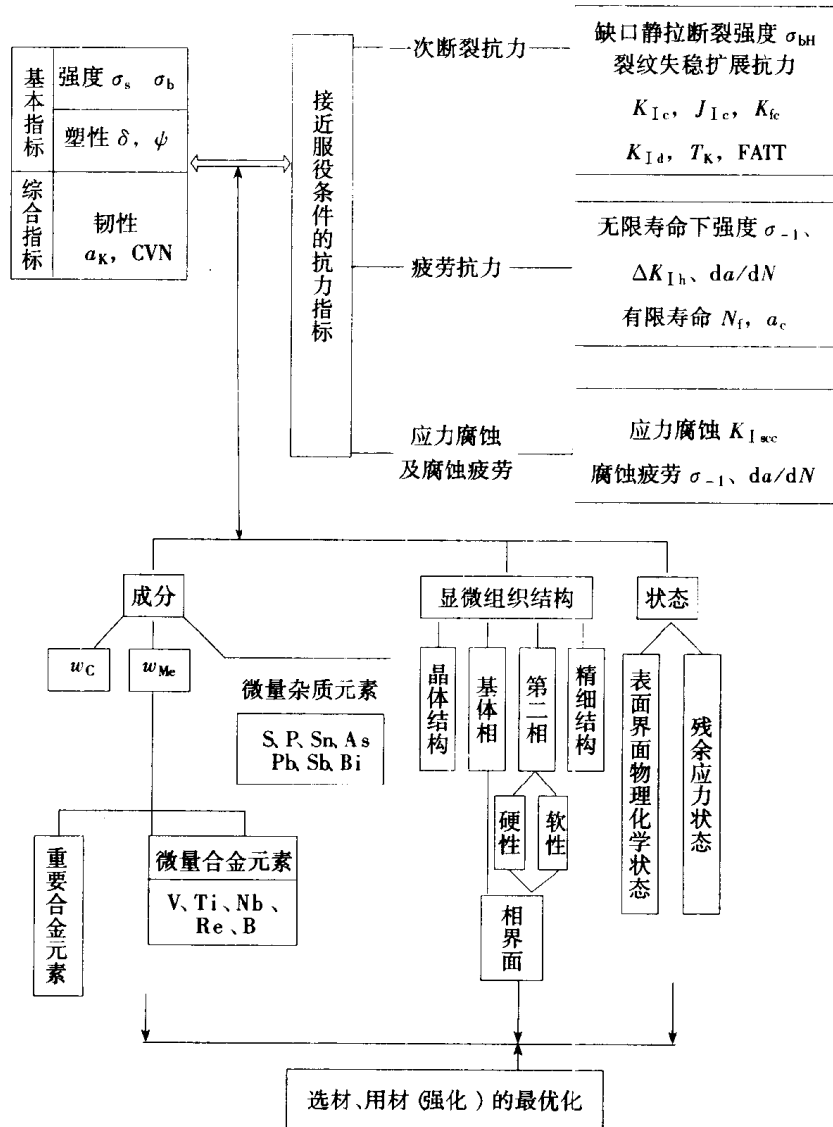 基本指标
强度 σs σb
塑性 δ, ψ
综合指标
韧性
aK, CVN
接近服役条件的抗力指标
次断裂抗力
缺口静拉断裂强度 σbH
裂纹失稳扩展抗力
KⅠc, JⅠc, Kfc
KⅠd, TK, FATT
疲劳抗力
无限寿命下强度 σ−1、
ΔKⅠh、da/dN
有限寿命 Nf, ac
应力腐蚀
及腐蚀疲劳
应力腐蚀 KⅠscc
腐蚀疲劳 σ−1、da/dN
成分
wC
wMe
微量杂质元素
S、P、Sn、As
Pb、Sb、Bi
重要合金元素
微量合金元素
V、Ti、Nb、
Re、B
显微组织结构
晶体结构
基体相
第二相
精细结构
硬性
软性
相界面
状态
表面界面物理化学状态
残余应力状态
选材、用材(强化)的最优化